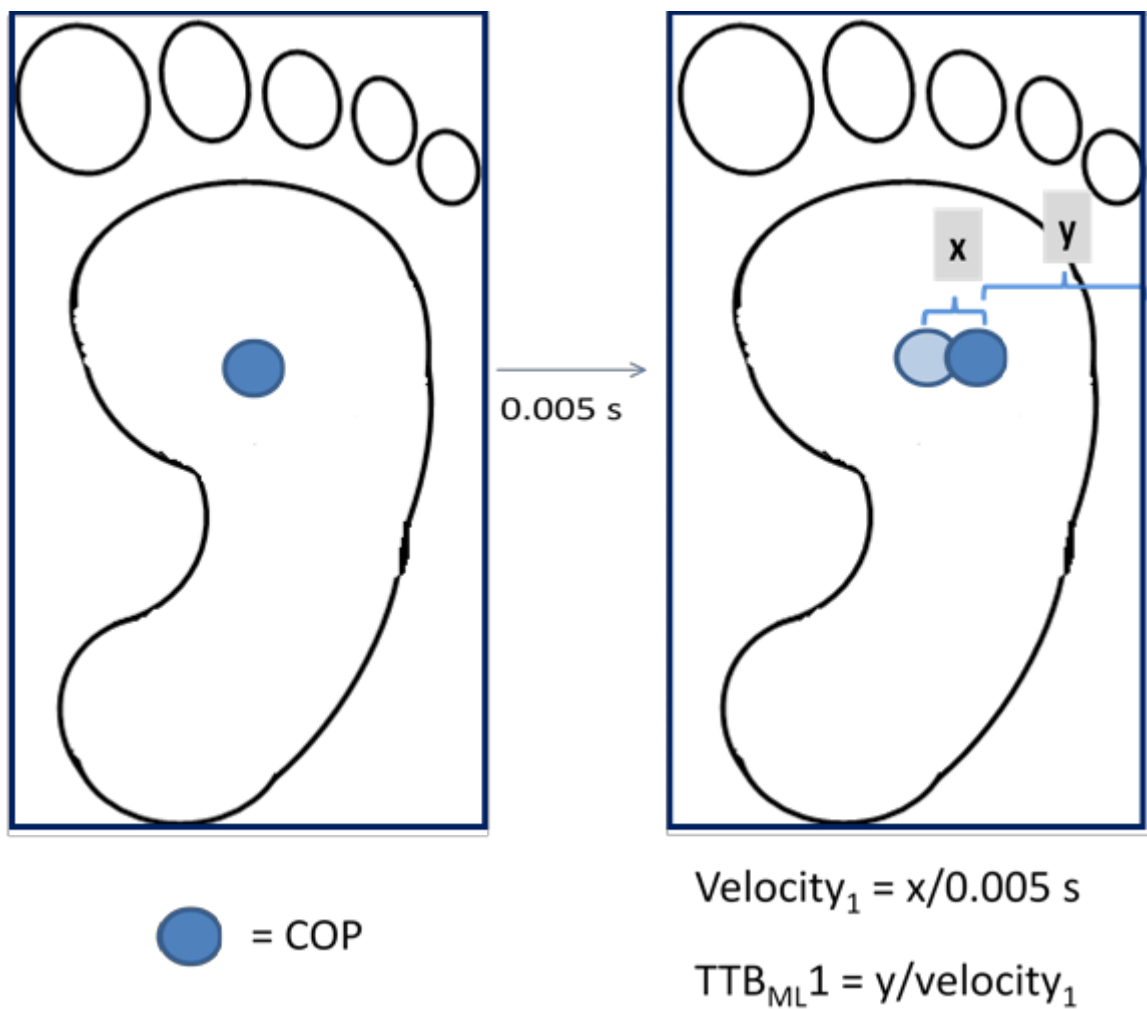 x
y
0.005 s
= COP
Velocity₁ = x/0.005 s
TTB_ML1 = y/velocity₁